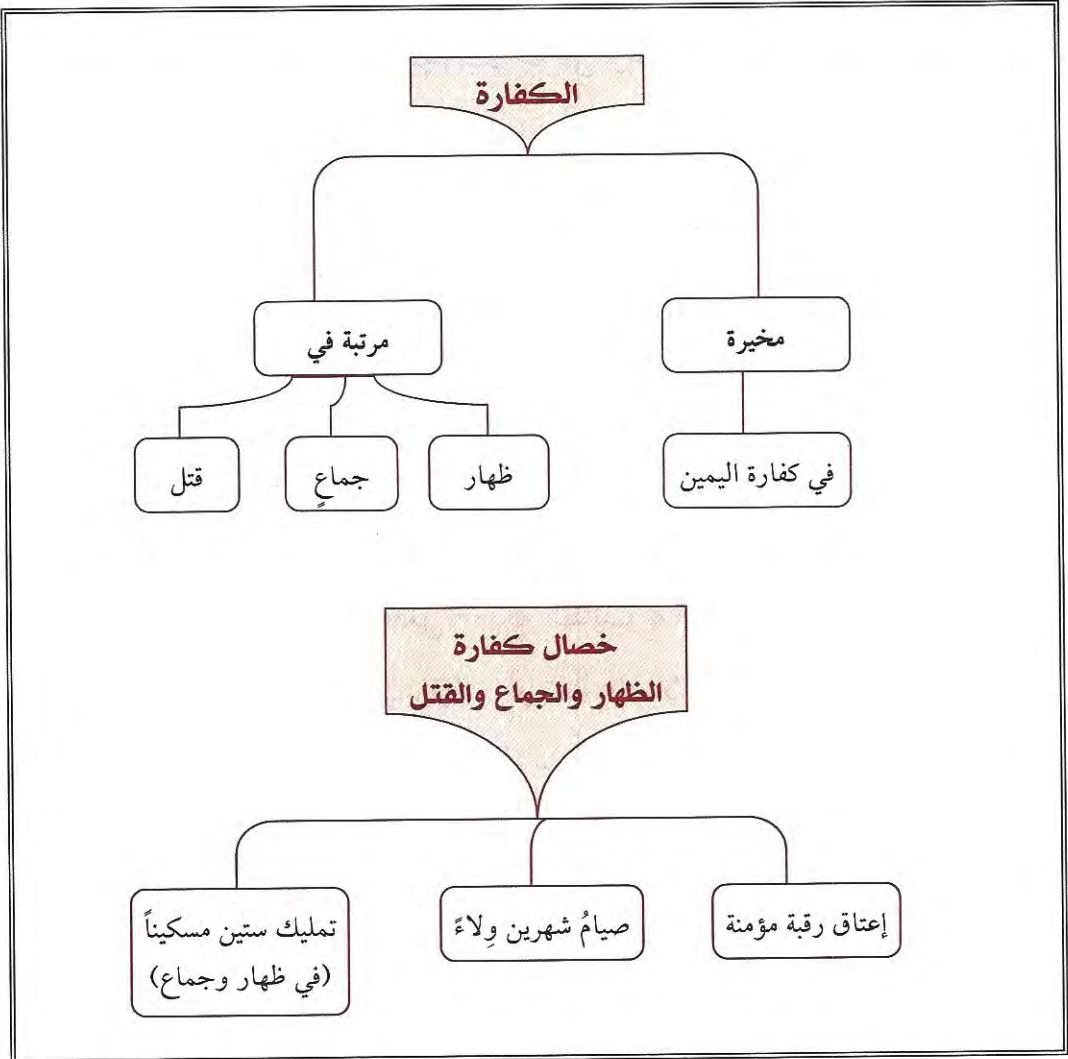 الكفارة
مخيرة
مرتبة في
في كفارة اليمين
ظهار
جماعٍ
قتل
خصال كفارة
الظهار والجماع والقتل
إعتاق رقبة مؤمنة
صيامُ شهرين وِلاءً
تمليك ستين مسكيناً
(في ظهار وجماع)